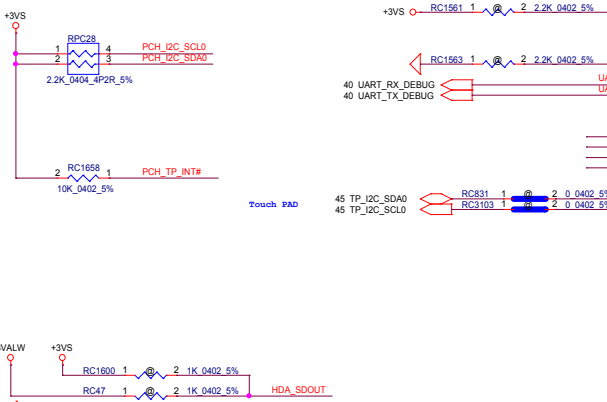 +3VS
RPC28
1 4 PCH_I2C_SCL0
2 3 PCH_I2C_SDA0
2.2K_0404_4P2R_5%
2 RC1658 1 PCH_TP_INT#
10K_0402_5%
+3VS RC1561 1 @ 2 2.2K_0402_5%
RC1563 1 @ 2 2.2K_0402_5%
40 UART_RX_DEBUG
40 UART_TX_DEBUG
Touch PAD
45 TP_I2C_SDA0 RC831 1 @ 2 0_0402_5%
45 TP_I2C_SCL0 RC3103 1 @ 2 0_0402_5%
VALW +3VS
RC1600 1 @ 2 1K_0402_5%
RC47 1 @ 2 1K_0402_5% HDA_SDOUT